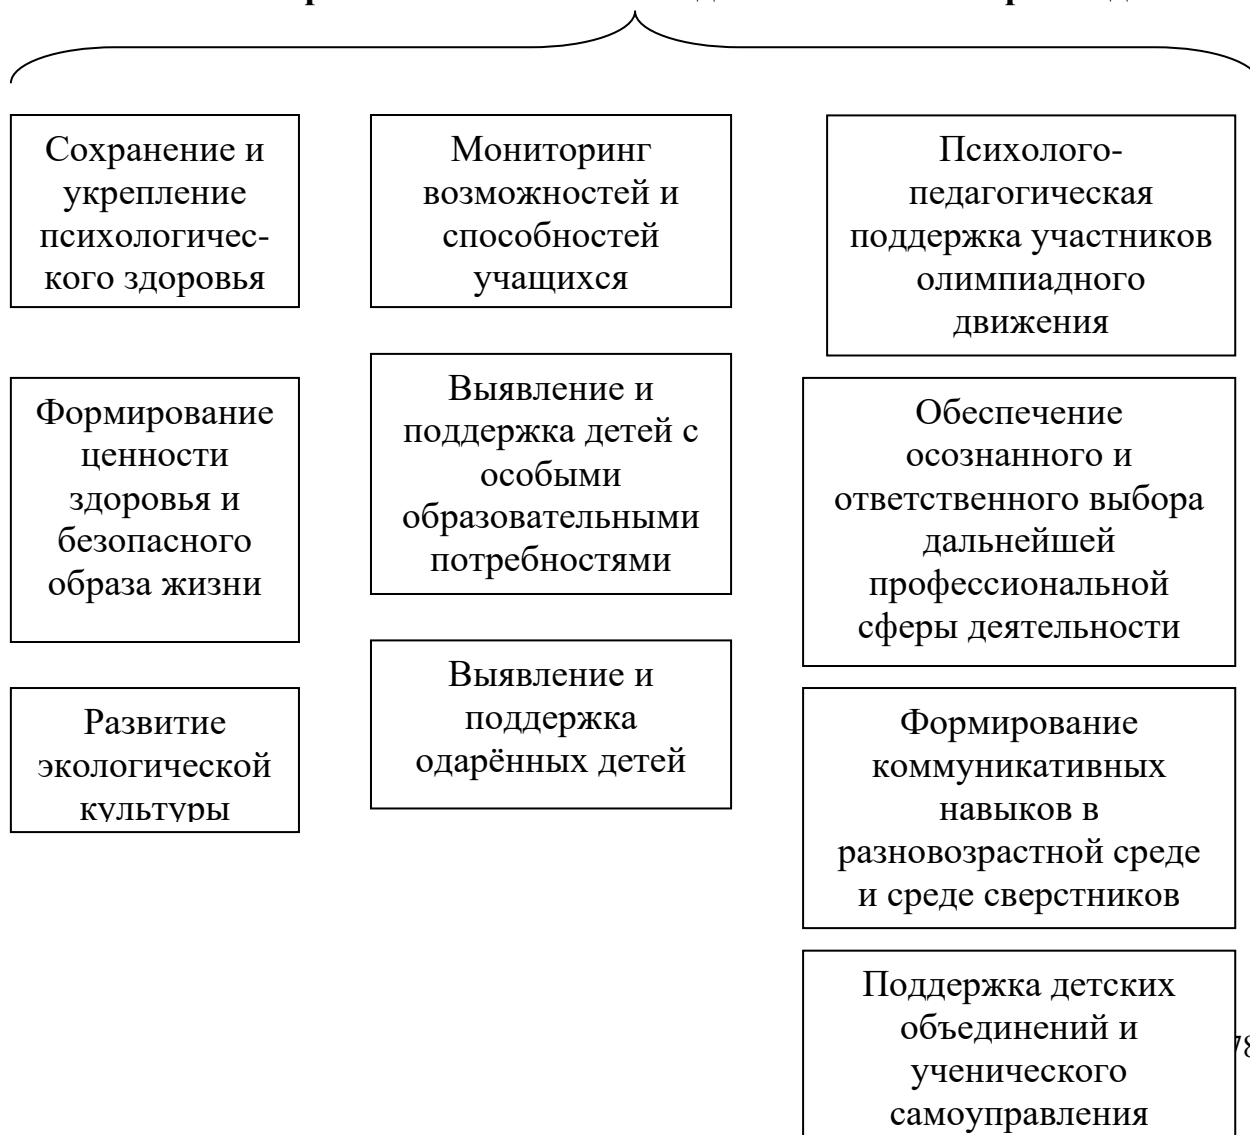 Сохранение и
укрепление
психологичес-
кого здоровья
Формирование
ценности
здоровья и
безопасного
образа жизни
Развитие
экологической
культуры
Мониторинг
возможностей и
способностей
учащихся
Выявление и
поддержка детей с
особыми
образовательными
потребностями
Выявление и
поддержка
одарённых детей
Психолого-
педагогическая
поддержка участников
олимпиадного
движения
Обеспечение
осознанного и
ответственного выбора
дальнейшей
профессиональной
сферы деятельности
Формирование
коммуникативных
навыков в
разновозрастной среде
и среде сверстников
Поддержка детских
объединений и
ученического
самоуправления